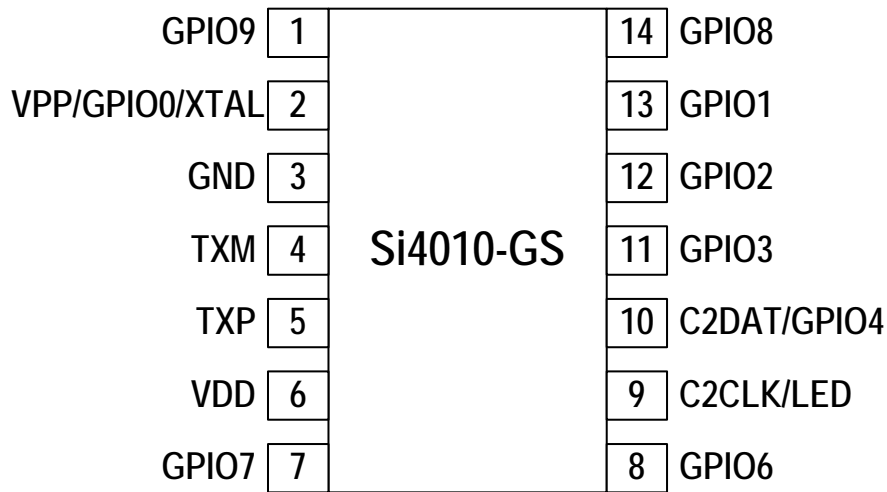 GPIO9 1 14 GPIO8
VPP/GPIO0/XTAL 2 13 GPIO1
GND 3 12 GPIO2
TXM 4 Si4010-GS 11 GPIO3
TXP 5 10 C2DAT/GPIO4
VDD 6 9 C2CLK/LED
GPIO7 7 8 GPIO6